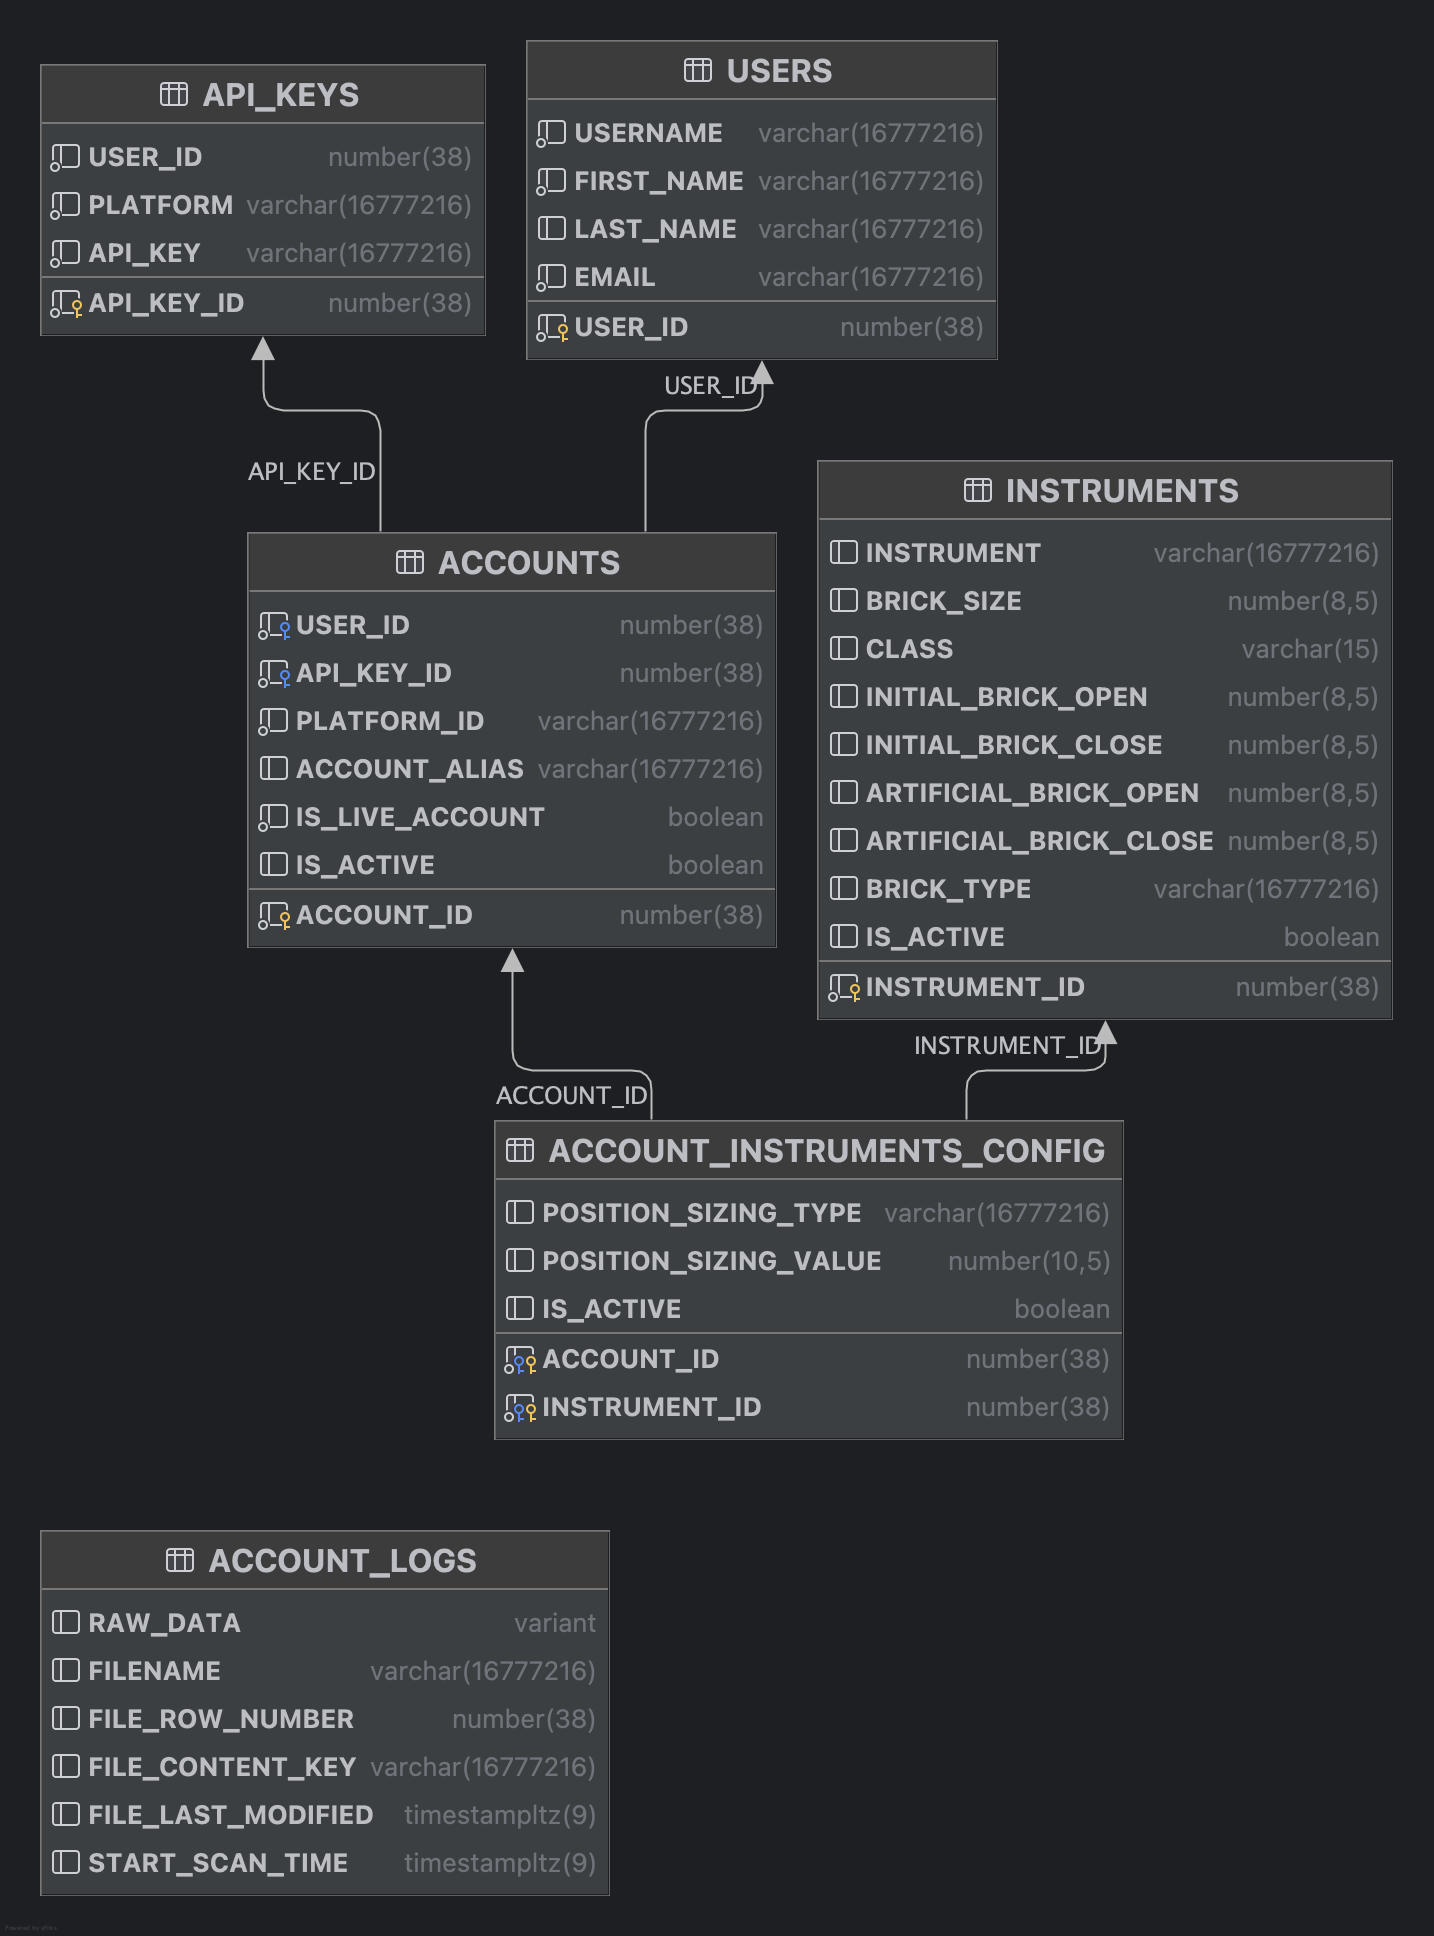 API_KEYS
USER_ID number(38)
PLATFORM varchar(16777216)
API_KEY varchar(16777216)
API_KEY_ID number(38)
USERS
USERNAME varchar(16777216)
FIRST_NAME varchar(16777216)
LAST_NAME varchar(16777216)
EMAIL varchar(16777216)
USER_ID number(38)
USER_ID
API_KEY_ID
ACCOUNTS
USER_ID number(38)
API_KEY_ID number(38)
PLATFORM_ID varchar(16777216)
ACCOUNT_ALIAS varchar(16777216)
IS_LIVE_ACCOUNT boolean
IS_ACTIVE boolean
ACCOUNT_ID number(38)
INSTRUMENTS
INSTRUMENT varchar(16777216)
BRICK_SIZE number(8,5)
CLASS varchar(15)
INITIAL_BRICK_OPEN number(8,5)
INITIAL_BRICK_CLOSE number(8,5)
ARTIFICIAL_BRICK_OPEN number(8,5)
ARTIFICIAL_BRICK_CLOSE number(8,5)
BRICK_TYPE varchar(16777216)
IS_ACTIVE boolean
INSTRUMENT_ID number(38)
INSTRUMENT_ID
ACCOUNT_ID
ACCOUNT_INSTRUMENTS_CONFIG
POSITION_SIZING_TYPE varchar(16777216)
POSITION_SIZING_VALUE number(10,5)
IS_ACTIVE boolean
ACCOUNT_ID number(38)
INSTRUMENT_ID number(38)
ACCOUNT_LOGS
RAW_DATA variant
FILENAME varchar(16777216)
FILE_ROW_NUMBER number(38)
FILE_CONTENT_KEY varchar(16777216)
FILE_LAST_MODIFIED timestampltz(9)
START_SCAN_TIME timestampltz(9)
Powered by yFiles